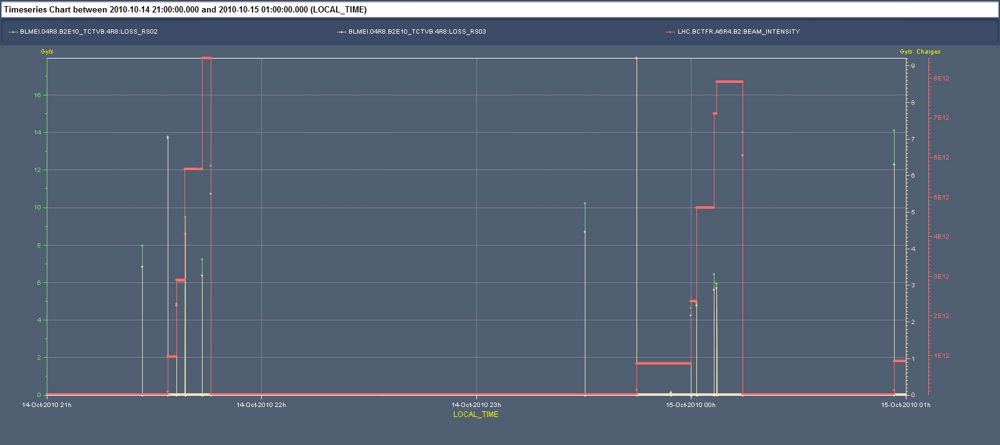 Timeseries Chart between 2010-10-14 21:00:00.000 and 2010-10-15 01:00:00.000 (LOCAL_TIME)
BLMEI.04R8.B2E10_TCTVB.4R8:LOSS_RS02 BLMEI.04R8.B2E10_TCTVB.4R8:LOSS_RS03 LHC.BCTFR.A6R4.B2:BEAM_INTENSITY
Gy/s Gy/s Charges
9
8E12
16
8
7E12
14
7
6E12
12
6
5E12
10
5
4E12
8
4
3E12
6
3
2E12
4
2
2
1
1E12
0 0
14-Oct-2010 21h 14-Oct-2010 22h 14-Oct-2010 23h 15-Oct-2010 00h 15-Oct-2010 01h
LOCAL_TIME